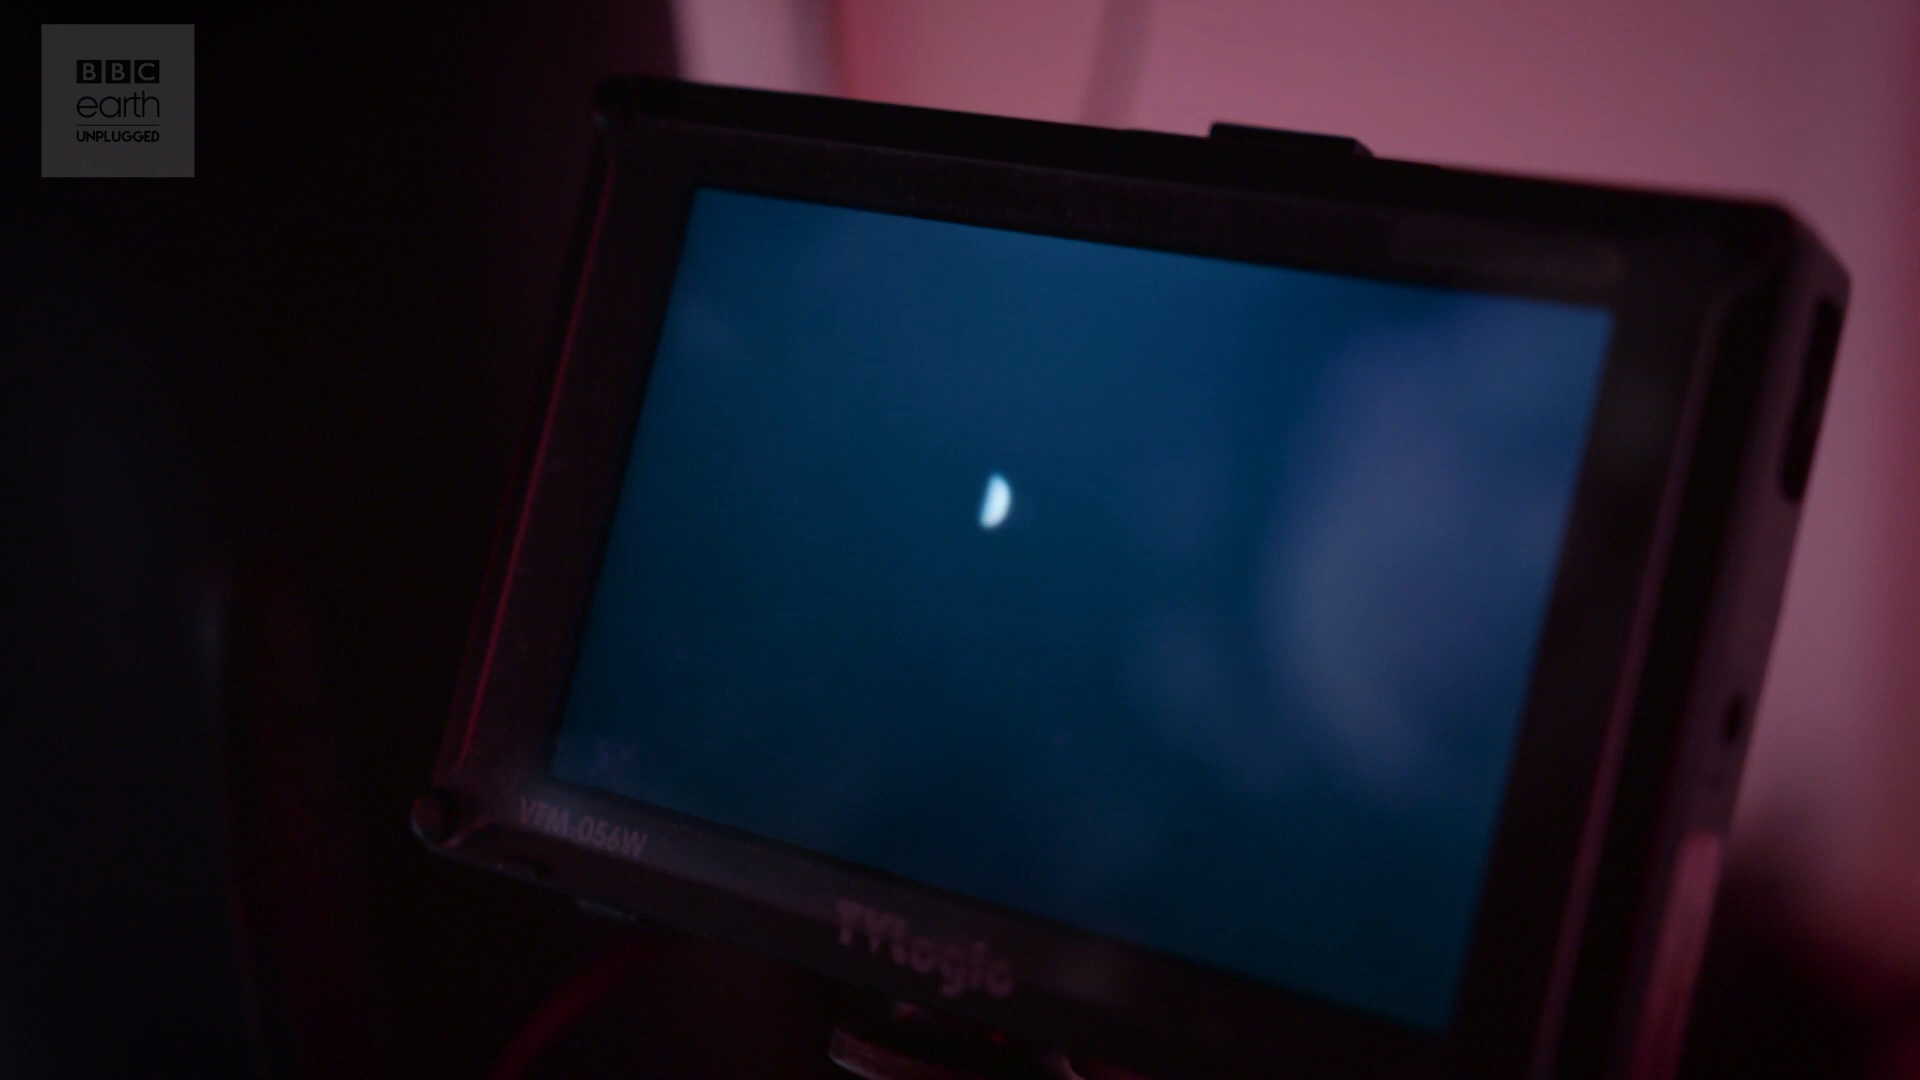 BBC
earth
UNPLUGGED
VFM-056W
TVlogic